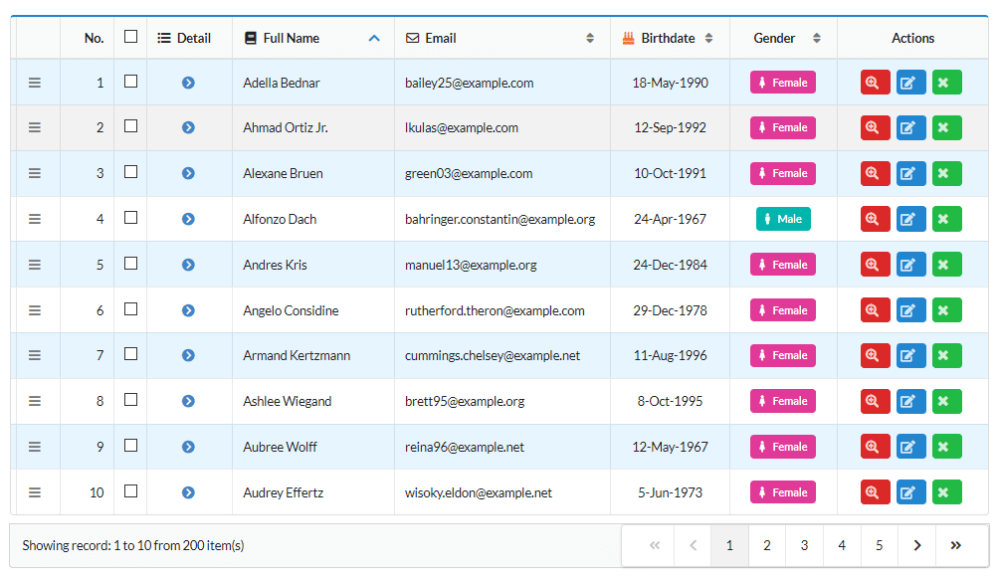 No. Detail Full Name Email Birthdate Gender Actions
1 Adella Bednar bailey25@example.com 18-May-1990 Female
2 Ahmad Ortiz Jr. lkulas@example.com 12-Sep-1992 Female
3 Alexane Bruen green03@example.com 10-Oct-1991 Female
4 Alfonzo Dach bahringer.constantin@example.org 24-Apr-1967 Male
5 Andres Kris manuel13@example.org 24-Dec-1984 Female
6 Angelo Considine rutherford.theron@example.com 29-Dec-1978 Female
7 Armand Kertzmann cummings.chelsey@example.net 11-Aug-1996 Female
8 Ashlee Wiegand brett95@example.org 8-Oct-1995 Female
9 Aubree Wolff reina96@example.net 12-May-1967 Female
10 Audrey Effertz wisoky.eldon@example.net 5-Jun-1973 Female
Showing record: 1 to 10 from 200 item(s) « < 1 2 3 4 5 > »